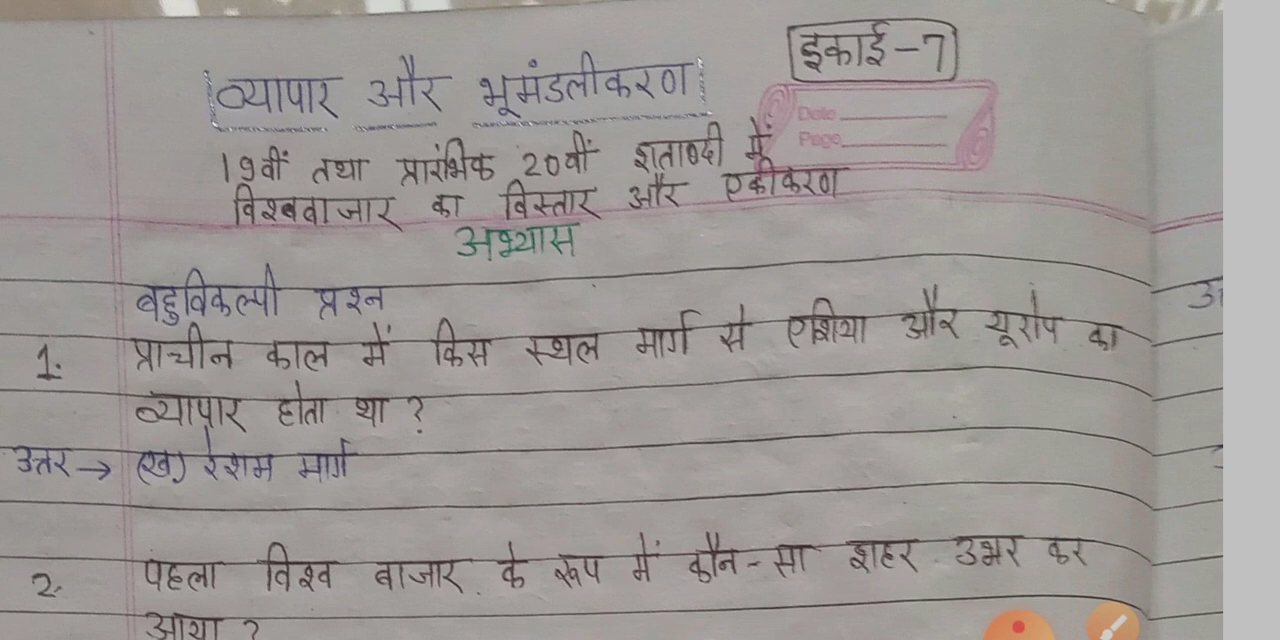 इकाई-7
व्यापार और भूमंडलीकरण
Date
Page
19वीं तथा प्रारंभिक 20वीं शताब्दी में
विश्वबाजार का विस्तार और एकीकरण
अभ्यास
बहुविकल्पी प्रश्न
1. प्राचीन काल में किस स्थल मार्ग से एशिया और यूरोप का
व्यापार होता था ?
उत्तर → (ख) रेशम मार्ग
2. पहला विश्व बाजार के रूप में कौन-सा शहर उभर कर
आया ?